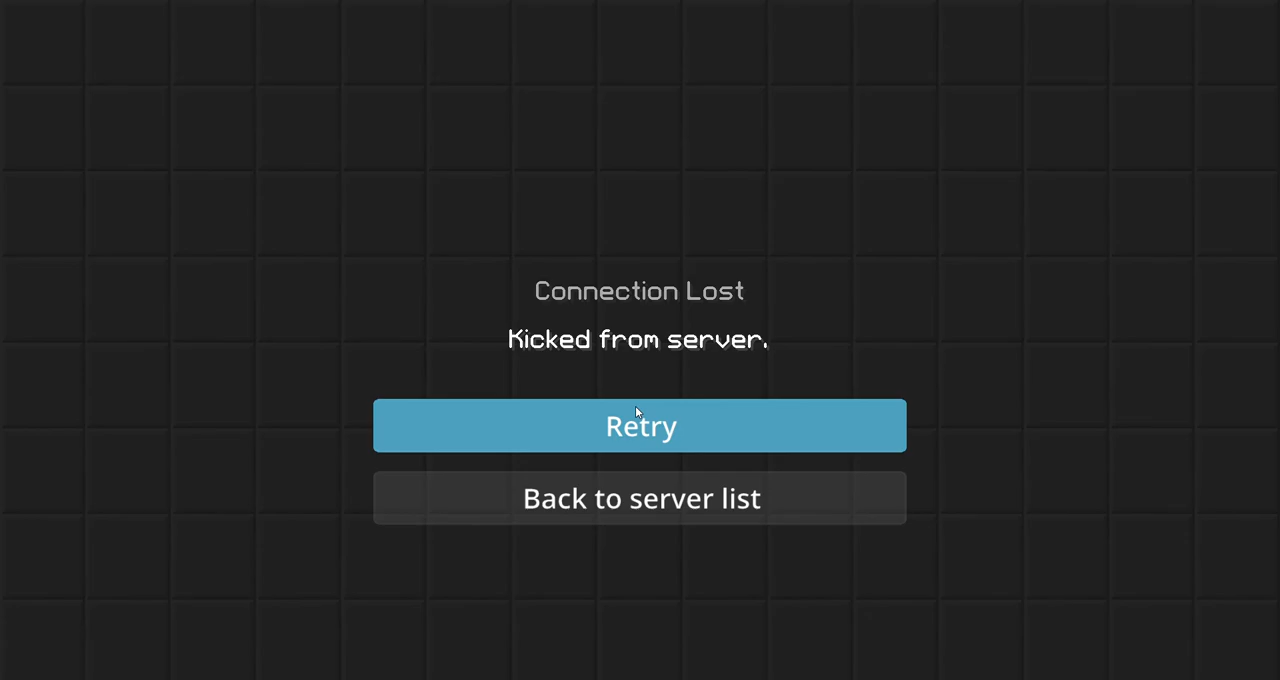 Connection Lost
Kicked from server.
Retry
Back to server list